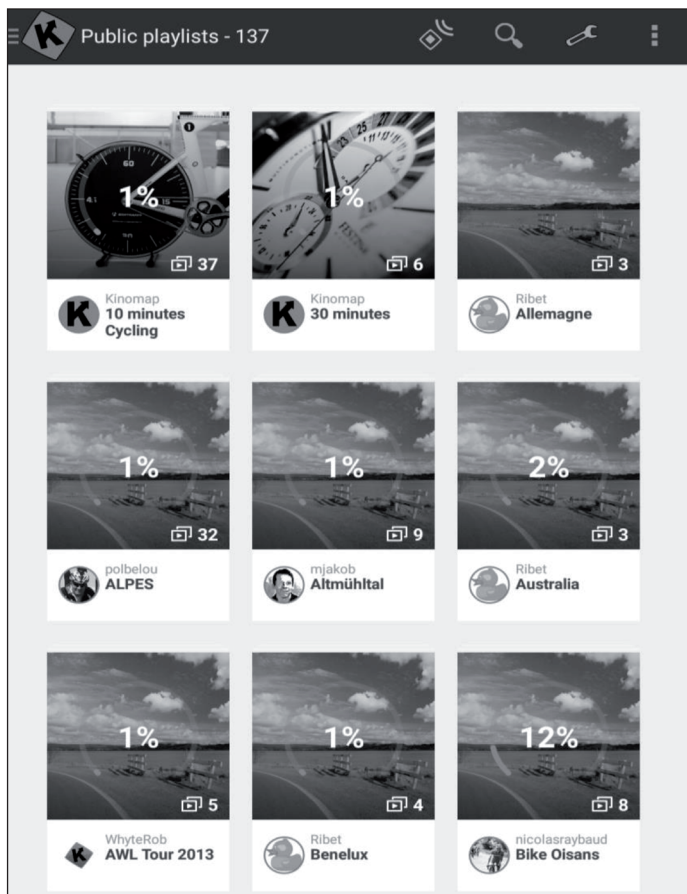 Public playlists - 137
1%
37
Kinomap
10 minutes
Cycling
1%
6
Kinomap
30 minutes
3
Ribet
Allemagne
1%
32
polbelou
ALPES
1%
9
mjakob
Altmühltal
2%
3
Ribet
Australia
1%
5
WhyteRob
AWL Tour 2013
1%
4
Ribet
Benelux
12%
8
nicolasraybaud
Bike Oisans